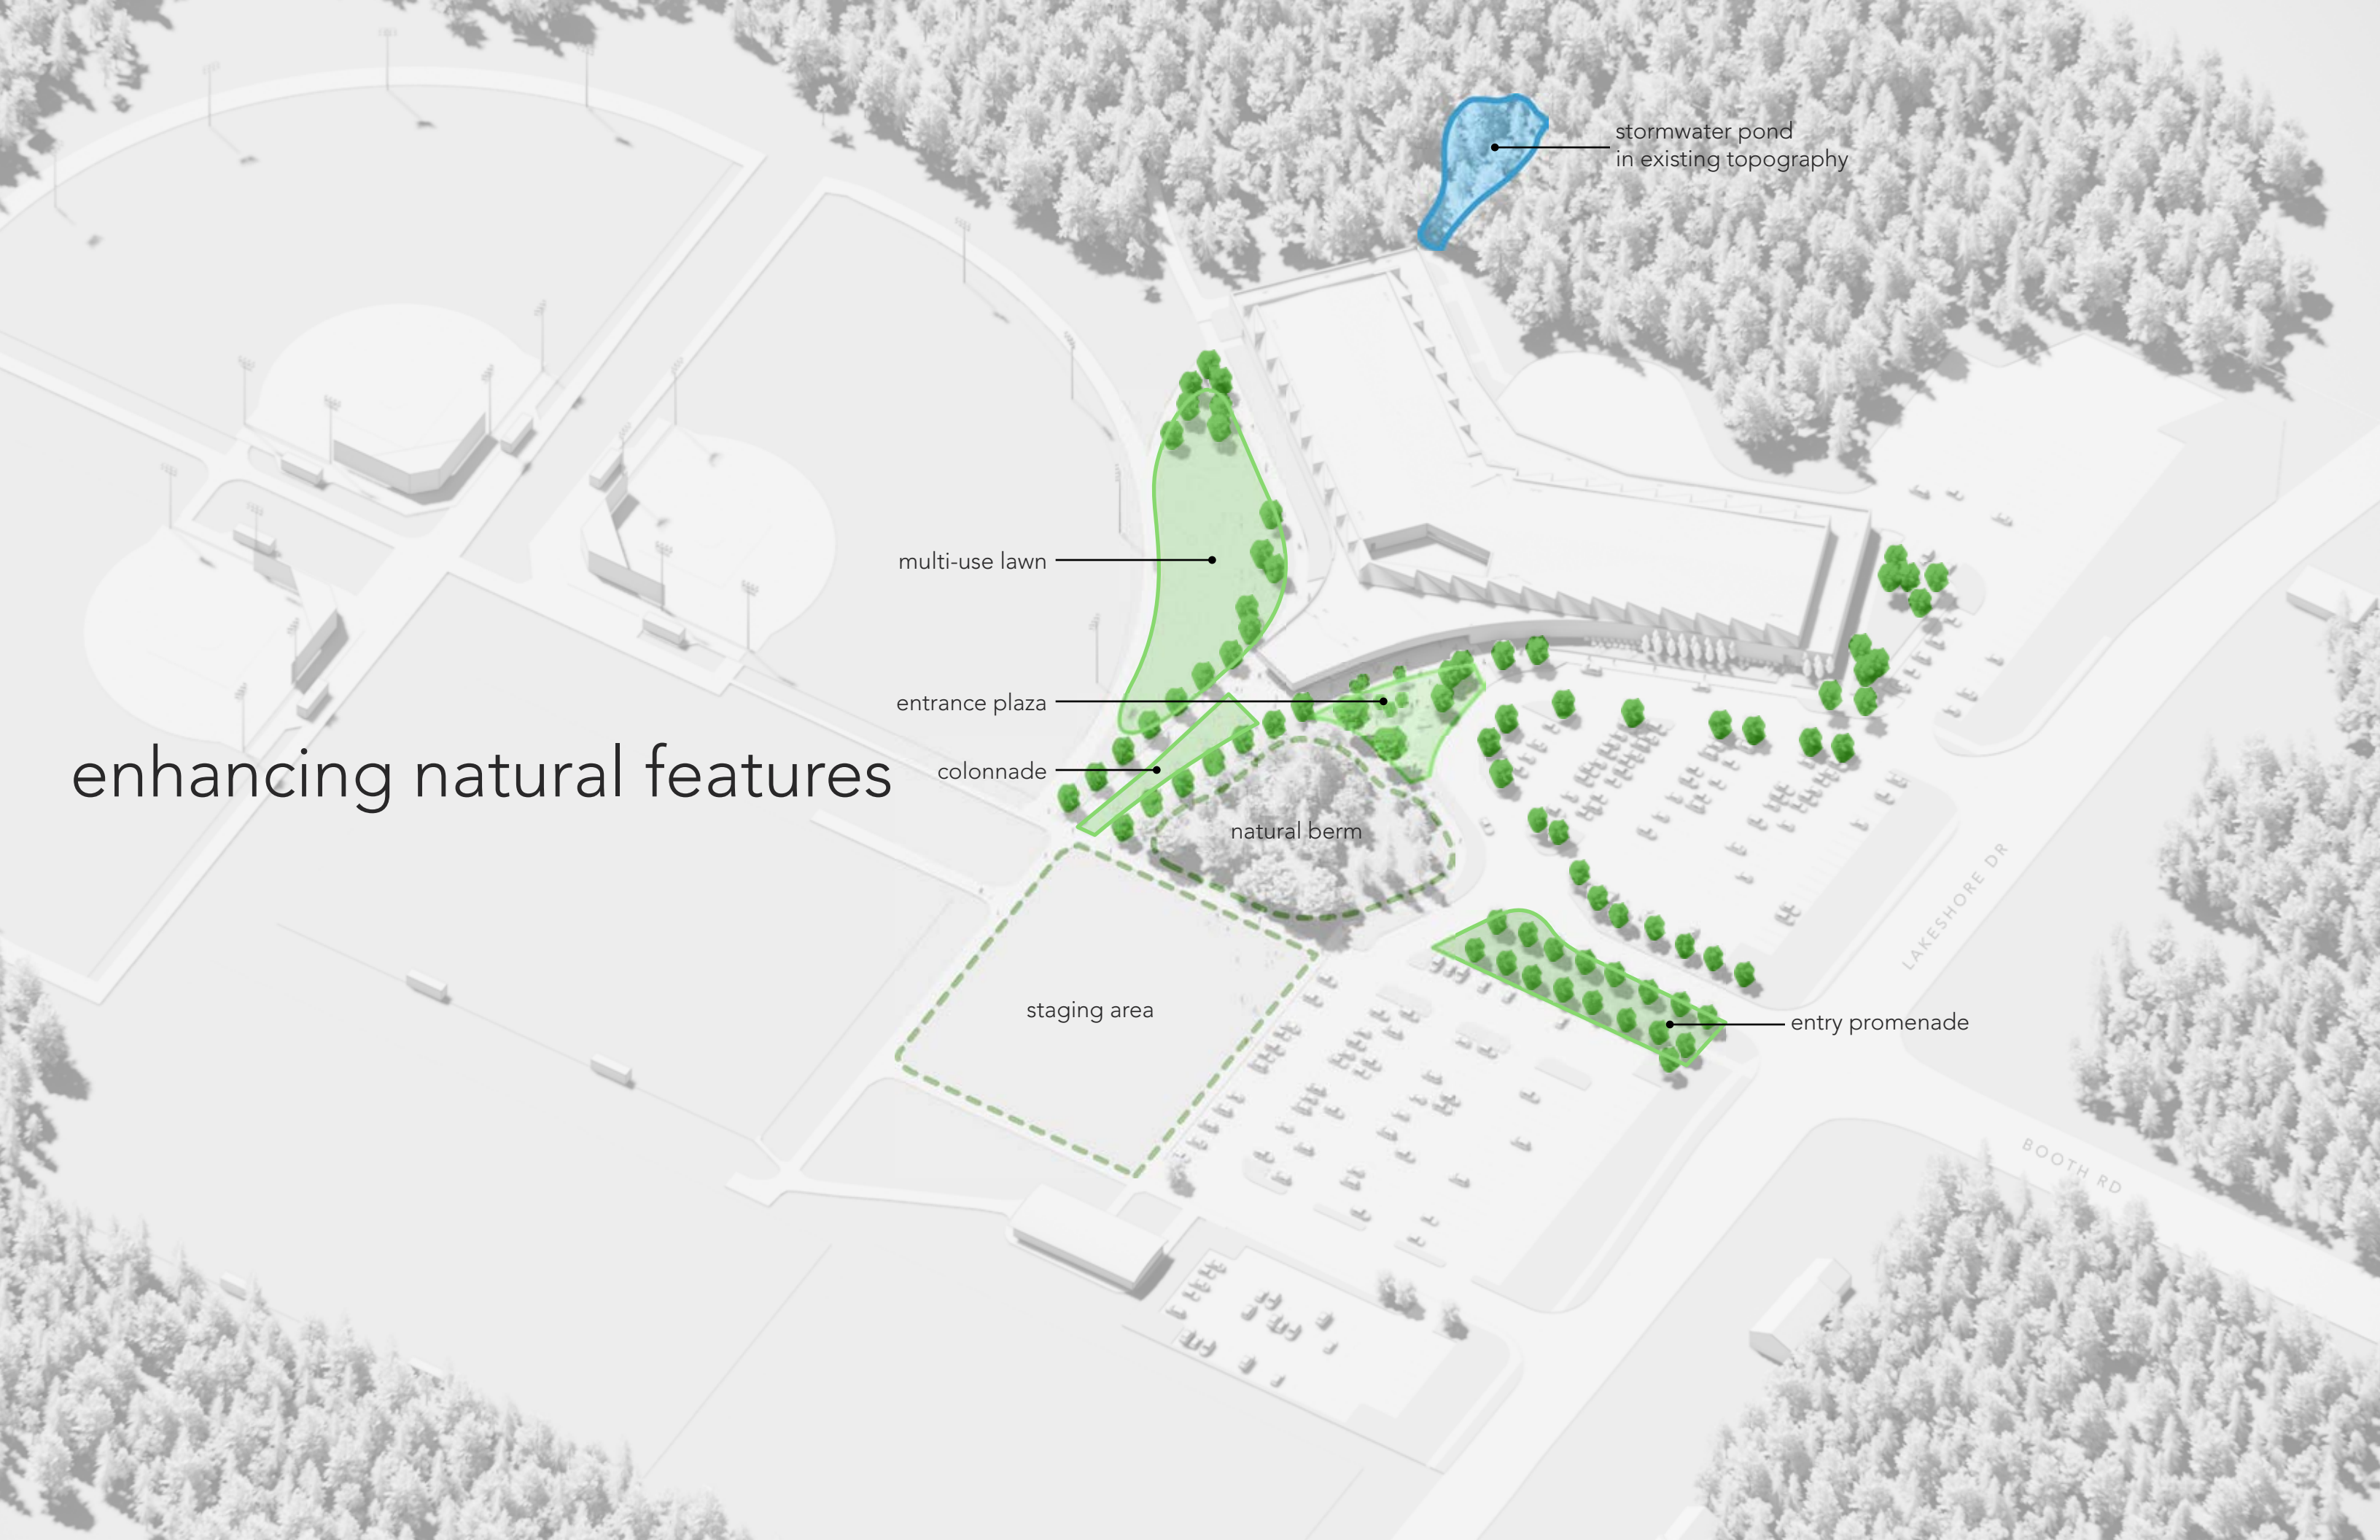 stormwater pond
in existing topography
multi-use lawn
entrance plaza
enhancing natural features
colonnade
natural berm
LAKESHORE DR
staging area
entry promenade
BOOTH RD